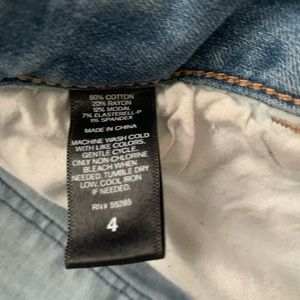 60% COTTON
20% RAYON
12% MODAL
7% ELASTERELL-P
1% SPANDEX
MADE IN CHINA
MACHINE WASH COLD
WITH LIKE COLORS.
GENTLE CYCLE.
ONLY NON-CHLORINE
BLEACH WHEN
NEEDED. TUMBLE DRY
LOW. COOL IRON
IF NEEDED.
RN# 55285
4